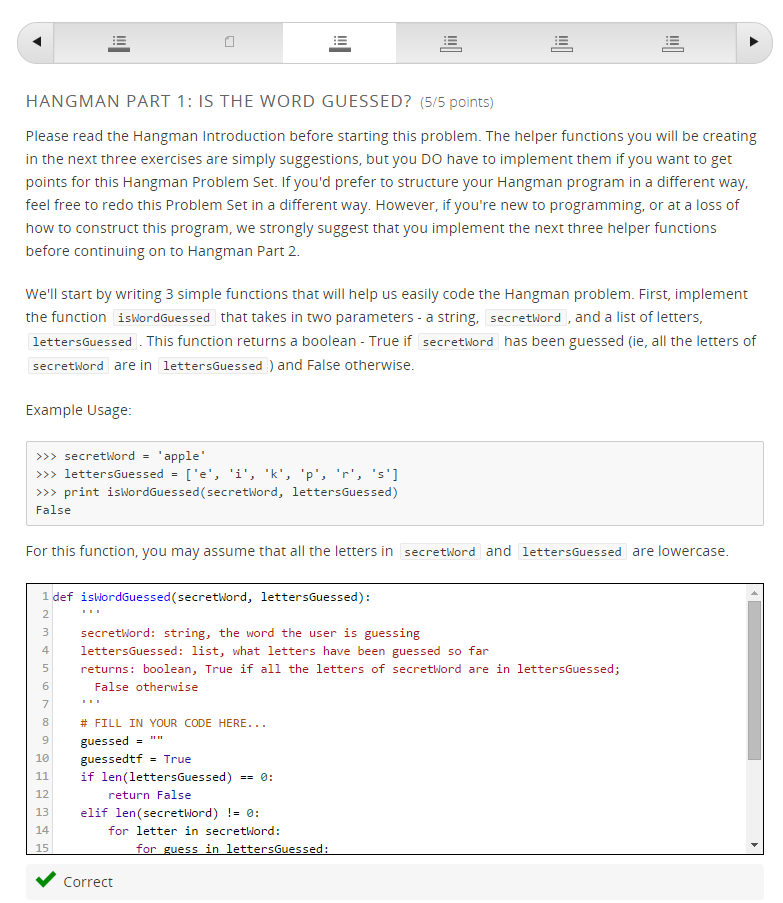 HANGMAN PART 1: IS THE WORD GUESSED? (5/5 points)
Please read the Hangman Introduction before starting this problem. The helper functions you will be creating
in the next three exercises are simply suggestions, but you DO have to implement them if you want to get
points for this Hangman Problem Set. If you'd prefer to structure your Hangman program in a different way,
feel free to redo this Problem Set in a different way. However, if you're new to programming, or at a loss of
how to construct this program, we strongly suggest that you implement the next three helper functions
before continuing on to Hangman Part 2.
We'll start by writing 3 simple functions that will help us easily code the Hangman problem. First, implement
the function isWordGuessed that takes in two parameters - a string, secretWord , and a list of letters,
lettersGuessed . This function returns a boolean - True if secretWord has been guessed (ie, all the letters of
secretWord are in lettersGuessed ) and False otherwise.
Example Usage:
>>> secretWord = 'apple'
>>> lettersGuessed = ['e', 'i', 'k', 'p', 'r', 's']
>>> print isWordGuessed(secretWord, lettersGuessed)
False
For this function, you may assume that all the letters in secretWord and lettersGuessed are lowercase.
1 def isWordGuessed(secretWord, lettersGuessed):
2     '''
3     secretWord: string, the word the user is guessing
4     lettersGuessed: list, what letters have been guessed so far
5     returns: boolean, True if all the letters of secretWord are in lettersGuessed;
6       False otherwise
7     '''
8     # FILL IN YOUR CODE HERE...
9     guessed = ""
10     guessedtf = True
11     if len(lettersGuessed) == 0:
12         return False
13     elif len(secretWord) != 0:
14         for letter in secretWord:
15             for guess in lettersGuessed:
Correct